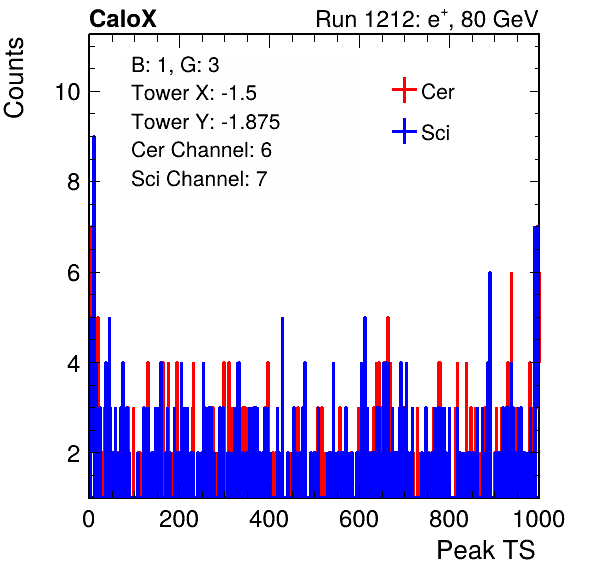 CaloX Run 1212: e+, 80 GeV
Counts
B: 1, G: 3
Tower X: -1.5
Tower Y: -1.875
Cer Channel: 6
Sci Channel: 7
Cer
Sci
10
8
6
4
2
0 200 400 600 800 1000
Peak TS